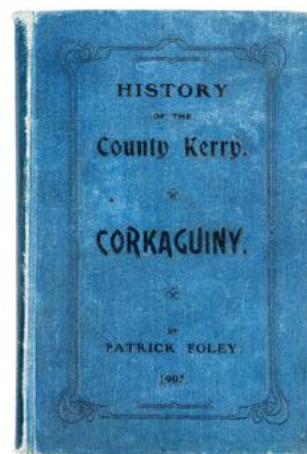 HISTORY
OF THE
County Kerry.
CORKAGUINY.
BY
PATRICK FOLEY
1907.